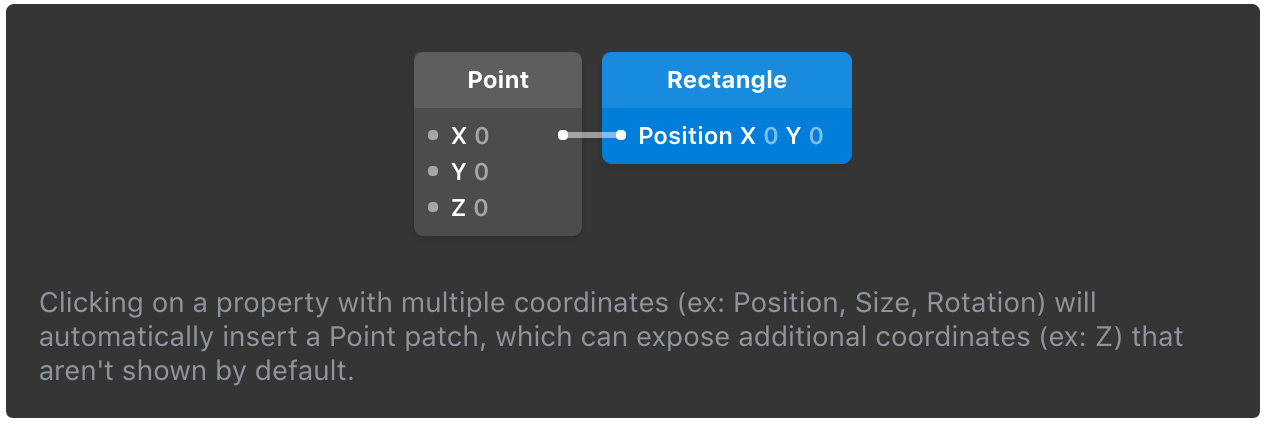 Point
Rectangle
X 0
Position X 0 Y 0
Y 0
Z 0
Clicking on a property with multiple coordinates (ex: Position, Size, Rotation) will
automatically insert a Point patch, which can expose additional coordinates (ex: Z) that
aren't shown by default.